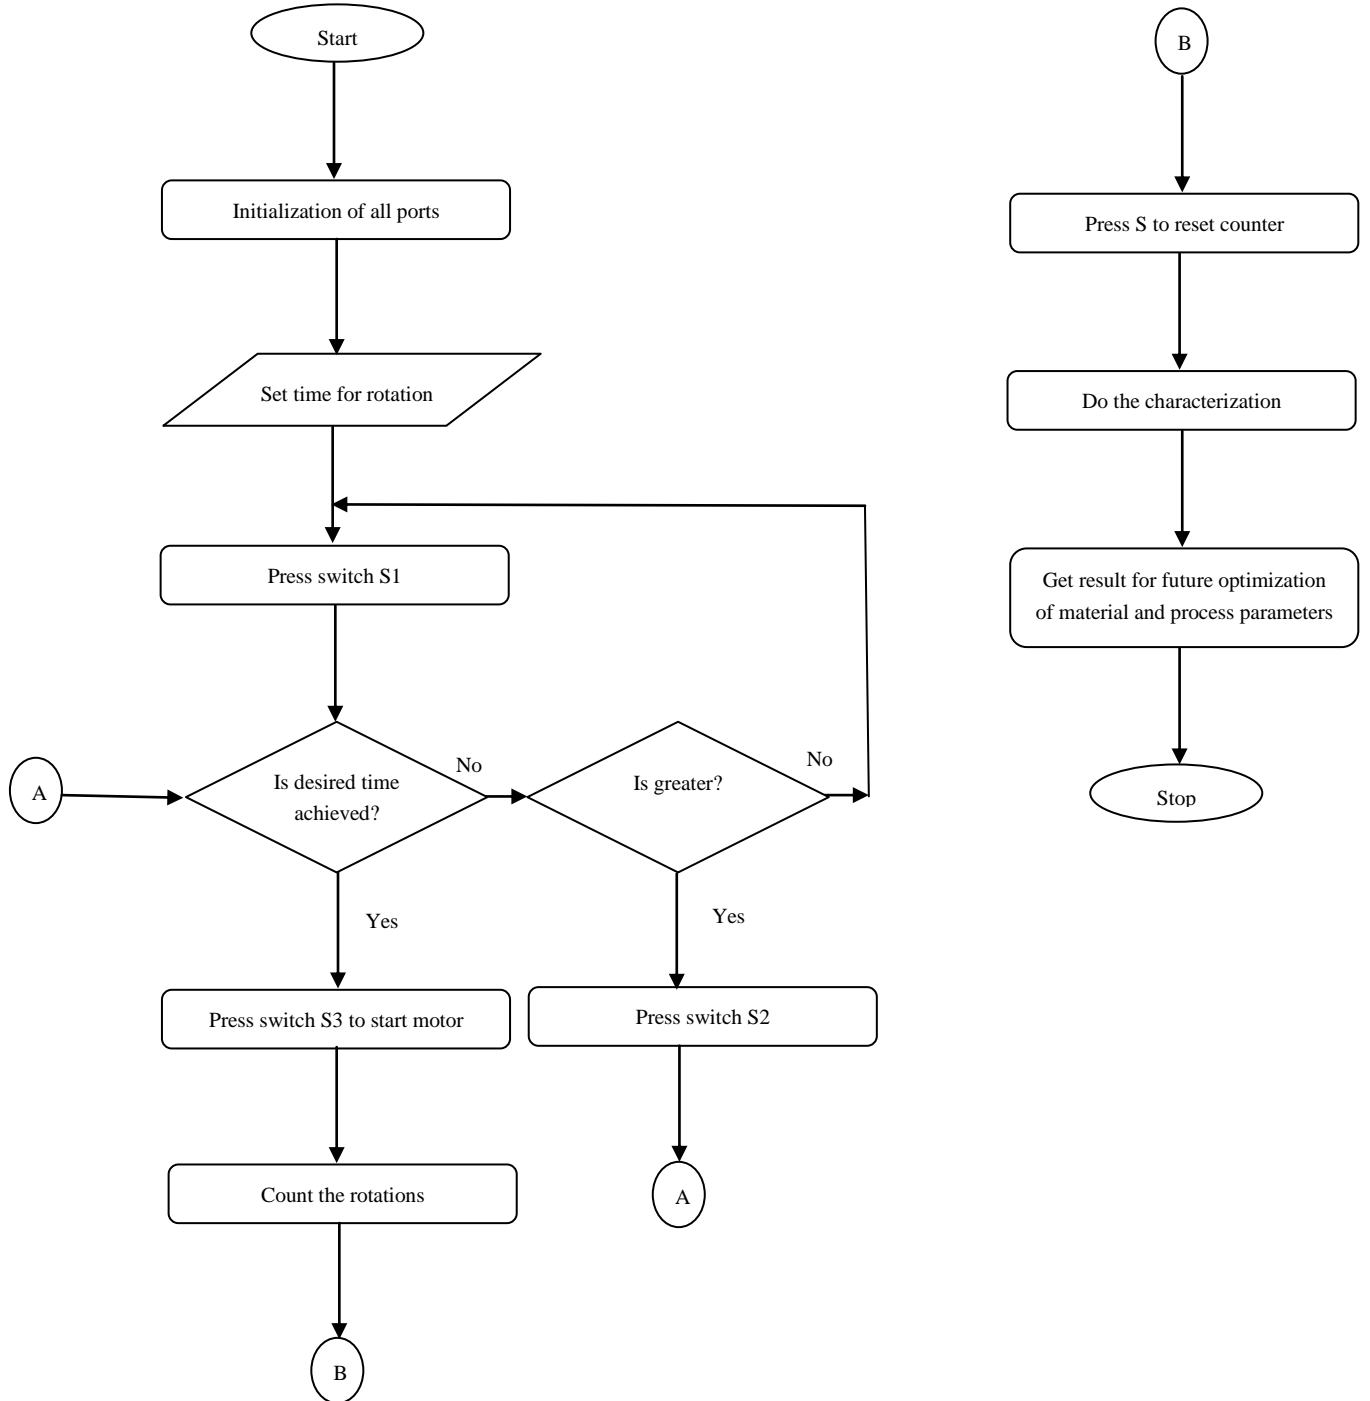 Start
Initialization of all ports
Set time for rotation
Press switch S1
A
Is desired time
achieved?
No
Is greater?
No
Yes
Yes
Press switch S3 to start motor
Press switch S2
Count the rotations
A
B
B
Press S to reset counter
Do the characterization
Get result for future optimization
of material and process parameters
Stop